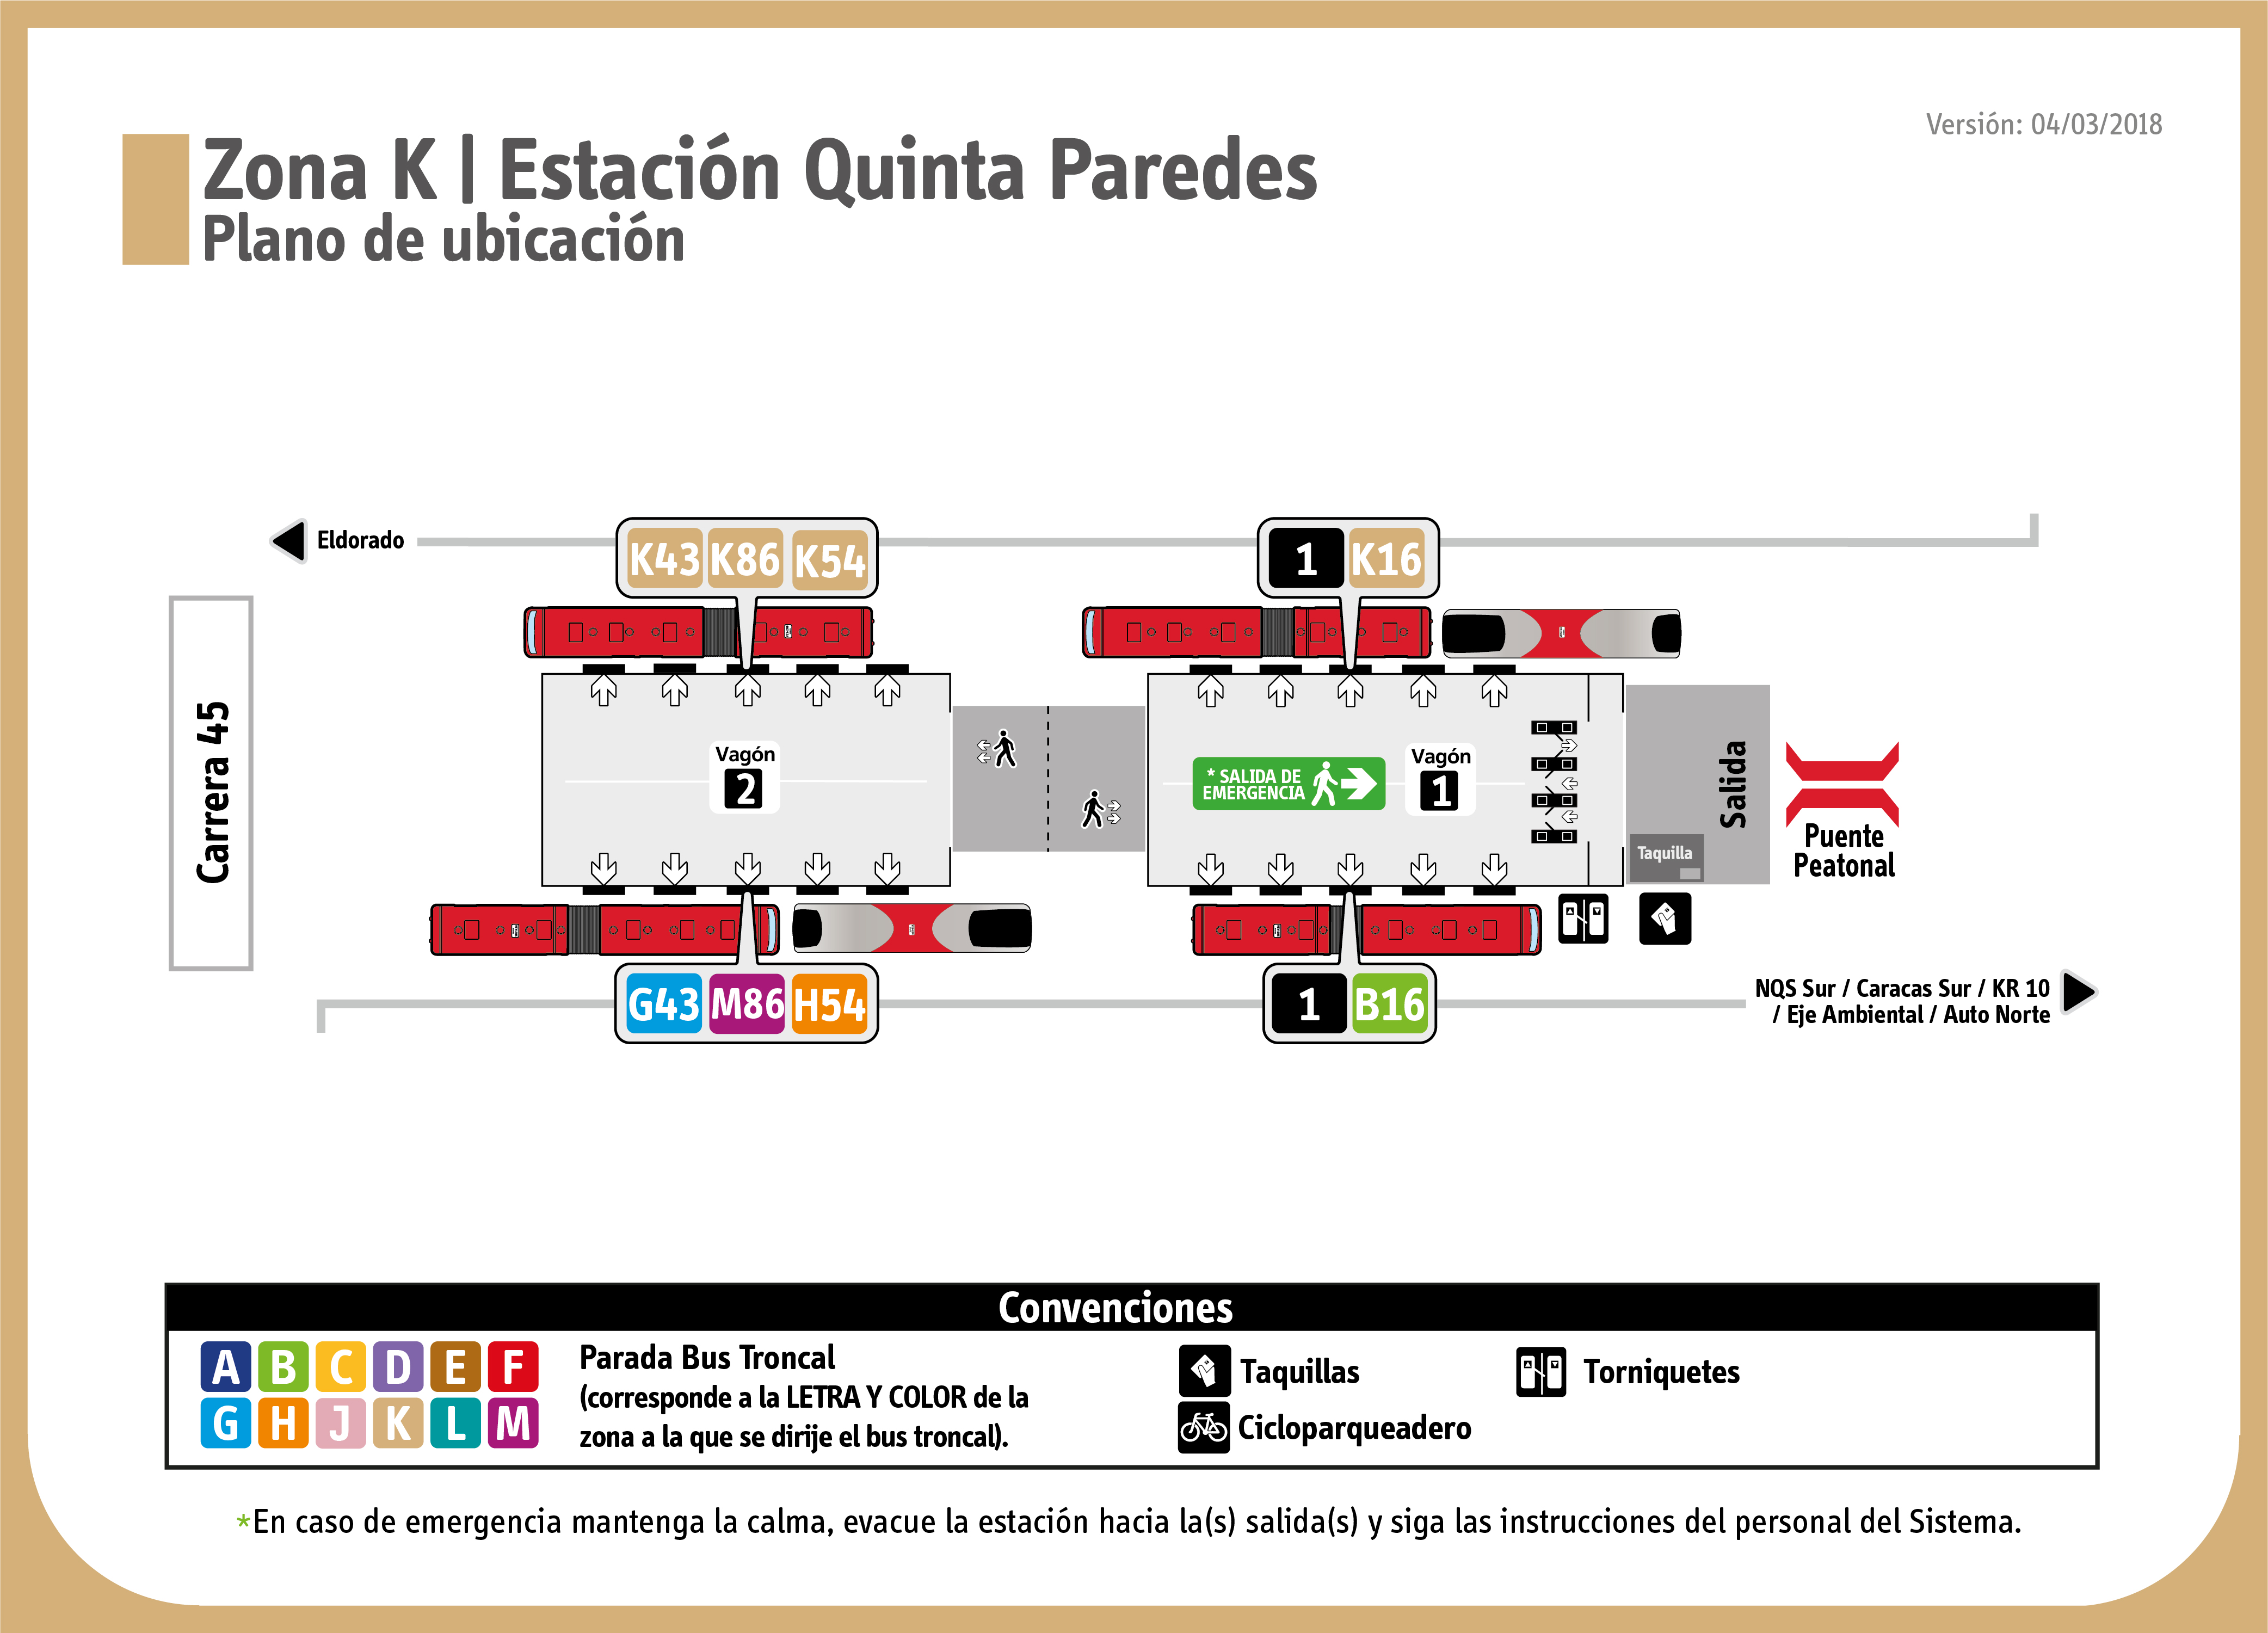 Versión: 04/03/2018
Zona K | Estación Quinta Paredes
Plano de ubicación
Eldorado
K43 K86 K54
1 K16
Carrera 45
Vagón
2
* SALIDA DE
EMERGENCIA
Vagón
1
Salida
Taquilla
Puente
Peatonal
G43 M86 H54
1 B16
NQS Sur / Caracas Sur / KR 10
/ Eje Ambiental / Auto Norte
Convenciones
A B C D E F
G H J K L M
Parada Bus Troncal
(corresponde a la LETRA Y COLOR de la
zona a la que se dirije el bus troncal).
Taquillas
Cicloparqueadero
Torniquetes
*En caso de emergencia mantenga la calma, evacue la estación hacia la(s) salida(s) y siga las instrucciones del personal del Sistema.